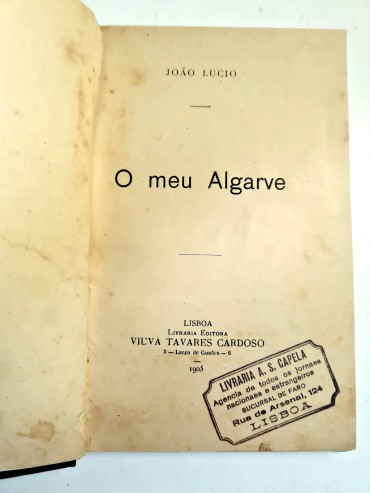 JOÃO LUCIO
O meu Algarve
LISBOA
LIVRARIA EDITORA
VIUVA TAVARES CARDOSO
5 — Largo de Camões — 6
1905
LIVRARIA A. S. CAPELA
Agencia de todos os jornaes
nacionaes e estrangeiros
SUCURSAL DE FARO
Rua do Arsenal, 124
LISBOA